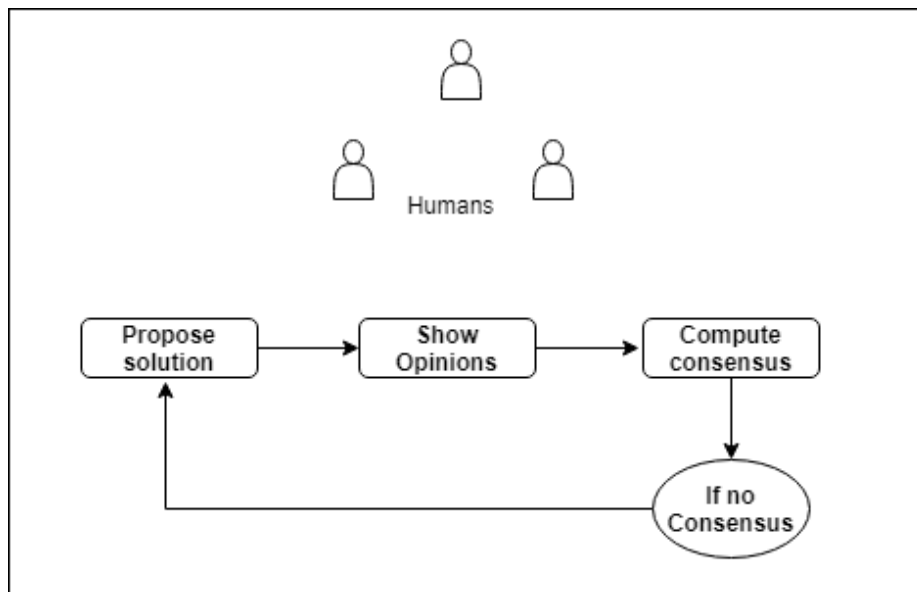 Humans
Propose
solution
Show
Opinions
Compute
consensus
If no
Consensus